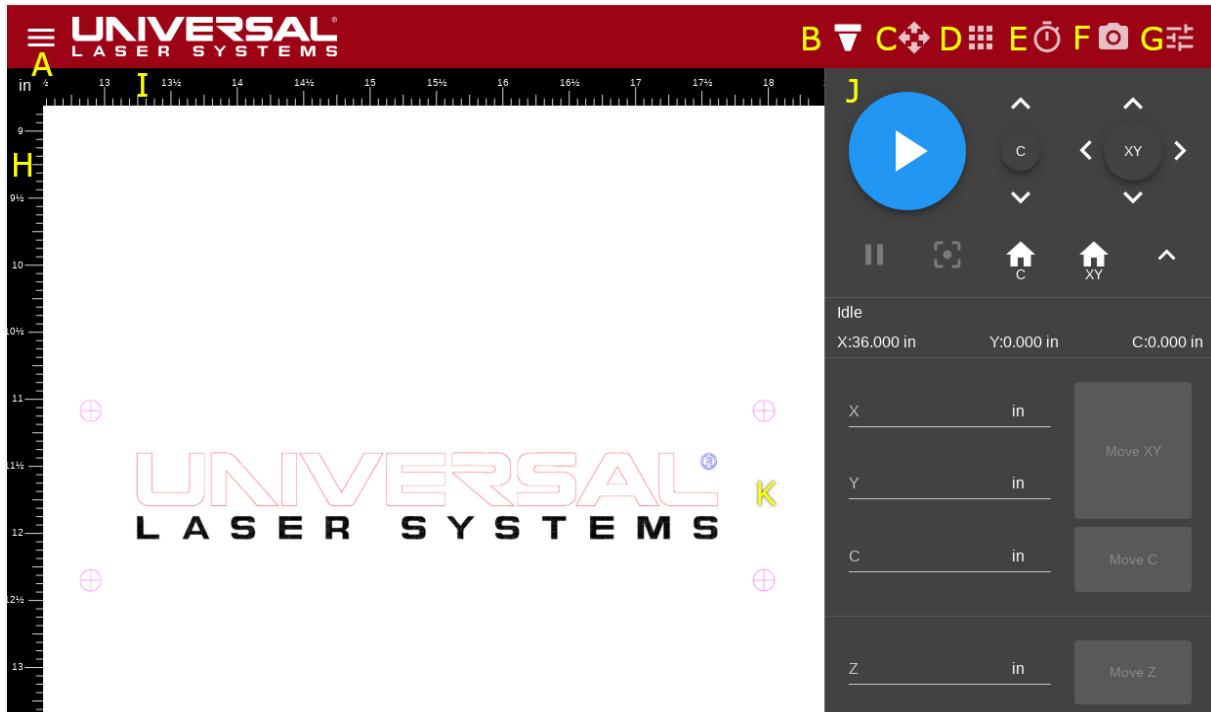 UNIVERSAL®
LASER SYSTEMS
A
B C D E F G
in ½ 13 13½ 14 14½ 15 15½ 16 16½ 17 17½ 18
I
H
9
9½
10
10½
11
11½
12
12½
13
J
C
XY
C XY
Idle
X:36.000 in Y:0.000 in C:0.000 in
X in
Move XY
Y in
C in Move C
Z in Move Z
UNIVERSAL®
LASER SYSTEMS
K